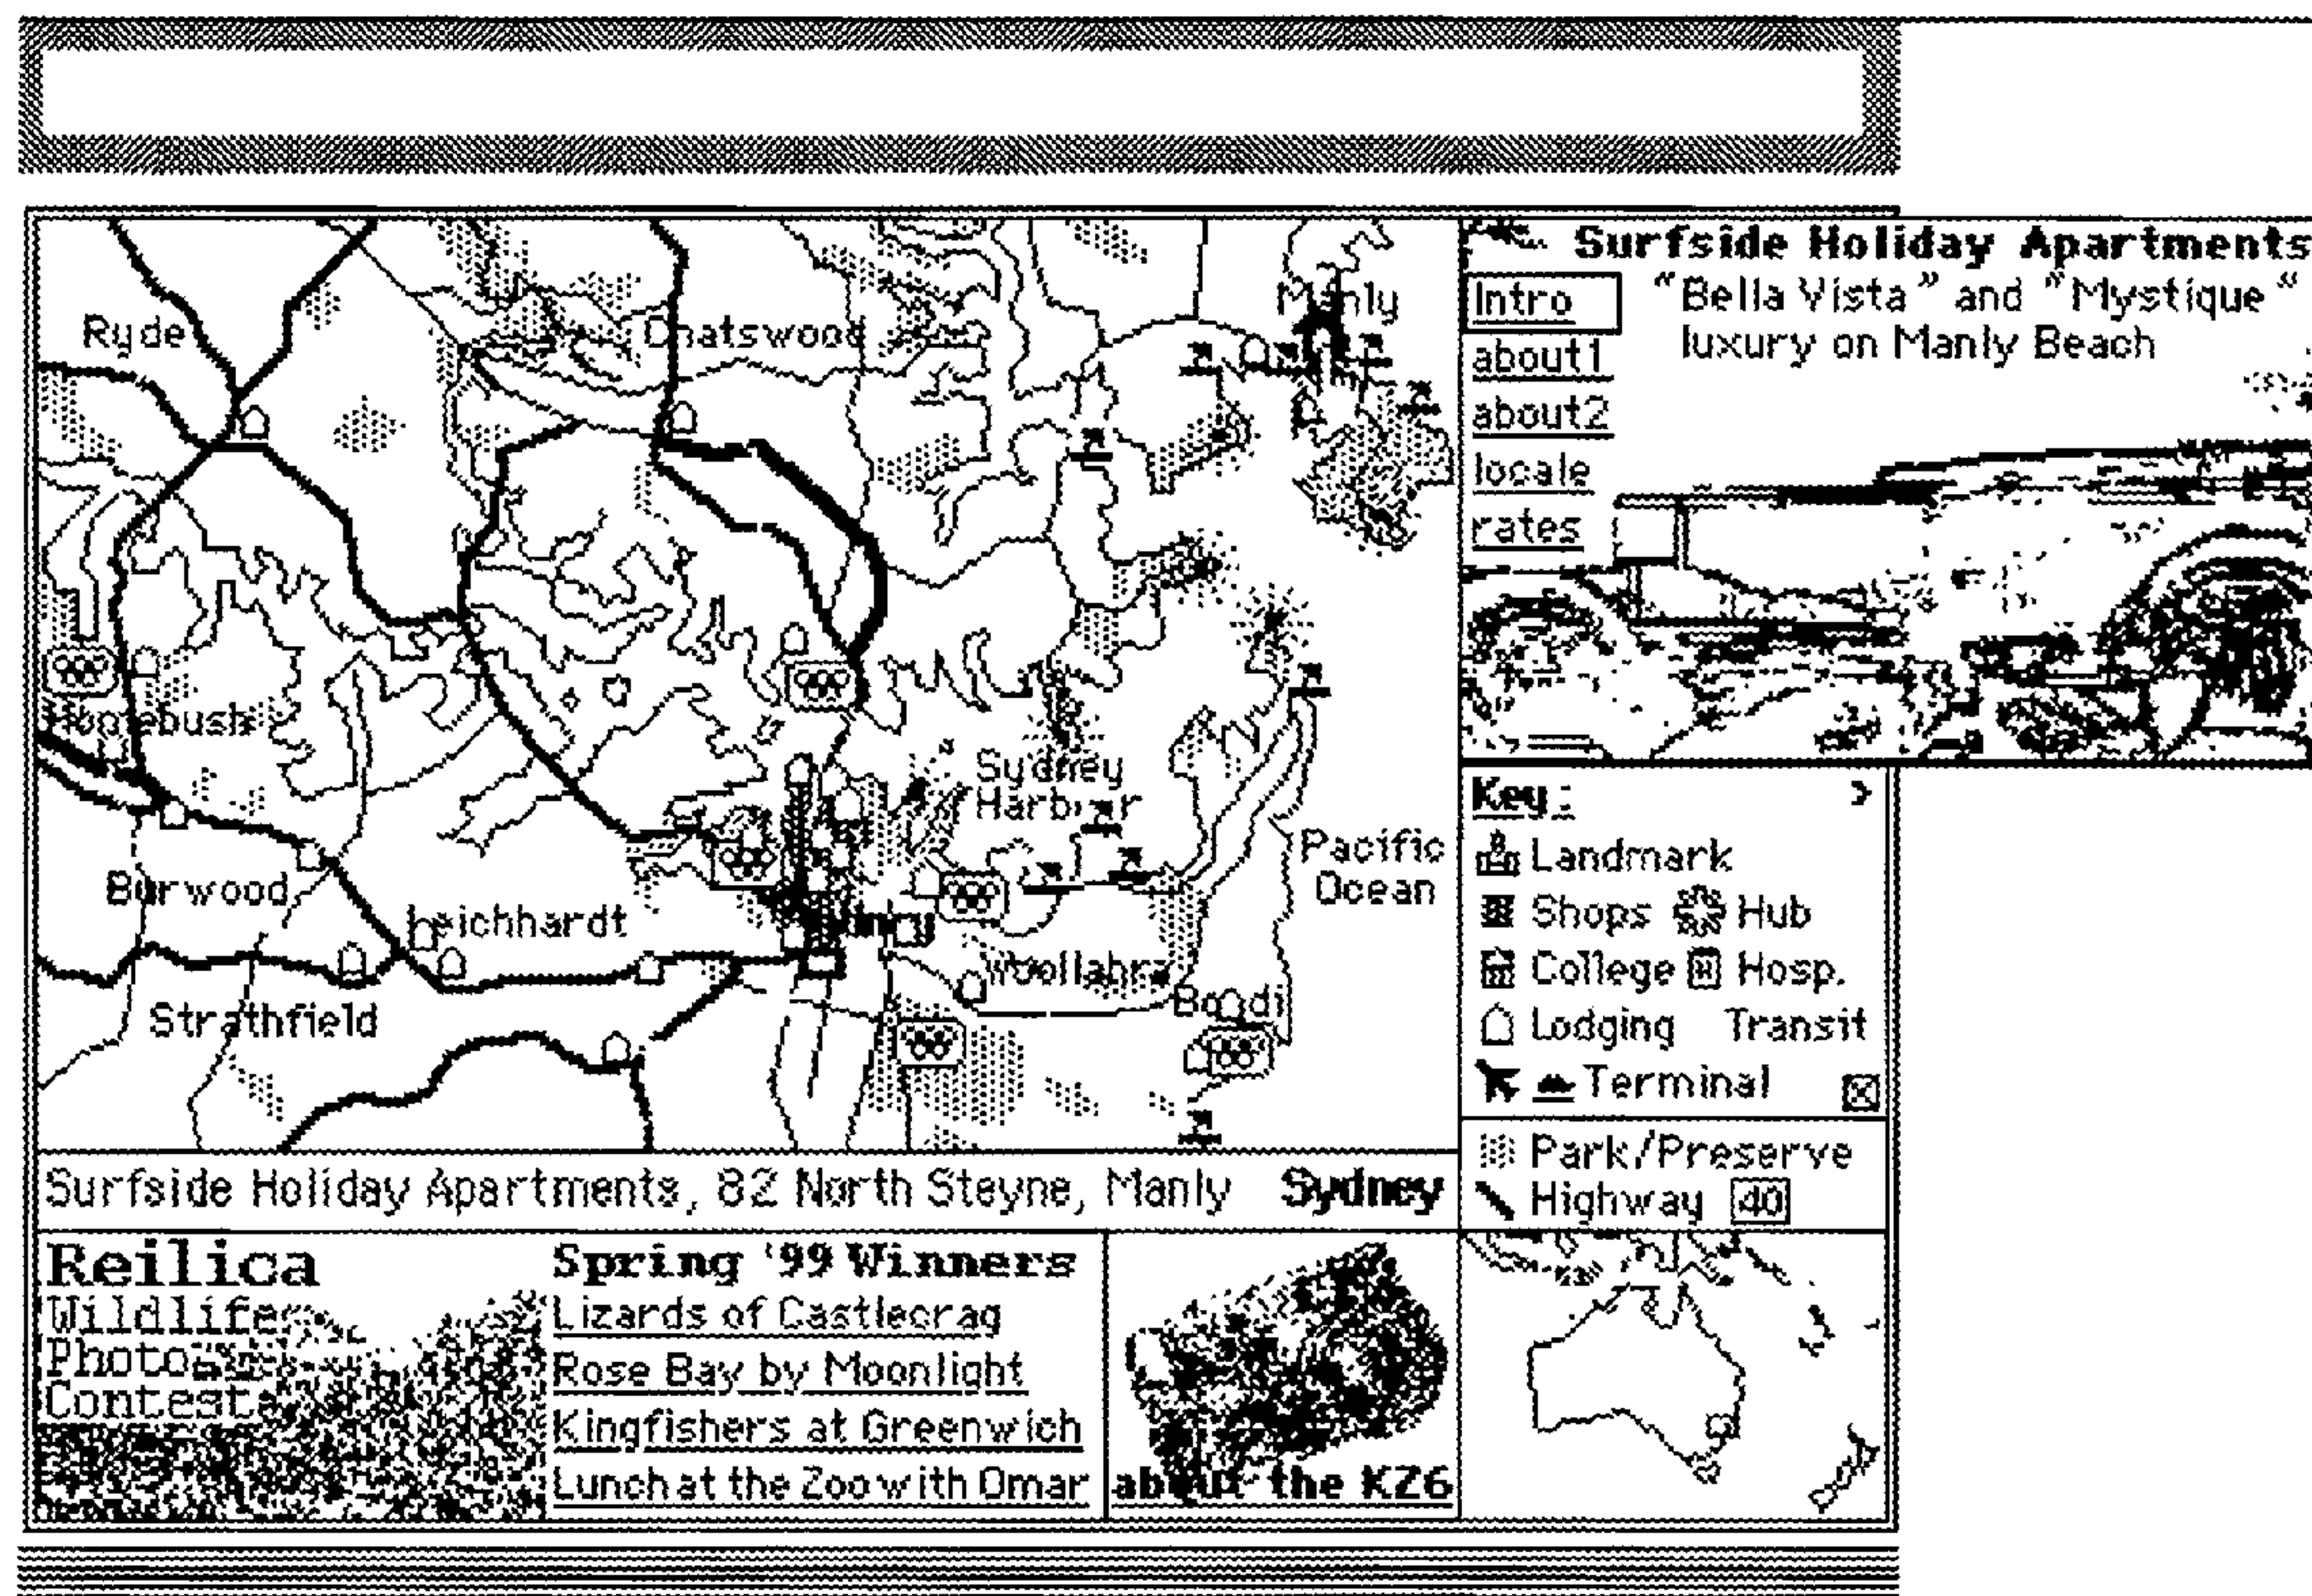 Surfside Holiday Apartments
Intro
"Bella Vista" and "Mystique"
luxury on Manly Beach
about1
about2
locale
rates
Manly
Ryde
Chatswood
Homebush
Sydney
Harbour
Pacific
Ocean
Burwood
Leichhardt
Woollahra
Bondi
Strathfield
Key:
>
Landmark
Shops
Hub
College
Hosp.
Lodging
Transit
Terminal
Park/Preserve
Highway 40
Surfside Holiday Apartments, 82 North Steyne, Manly
Sydney
Reilica
Wildlife
Photo
Contest
Spring '99 Winners
Lizards of Castlecrag
Rose Bay by Moonlight
Kingfishers at Greenwich
Lunch at the Zoo with Omar
about the KZ6